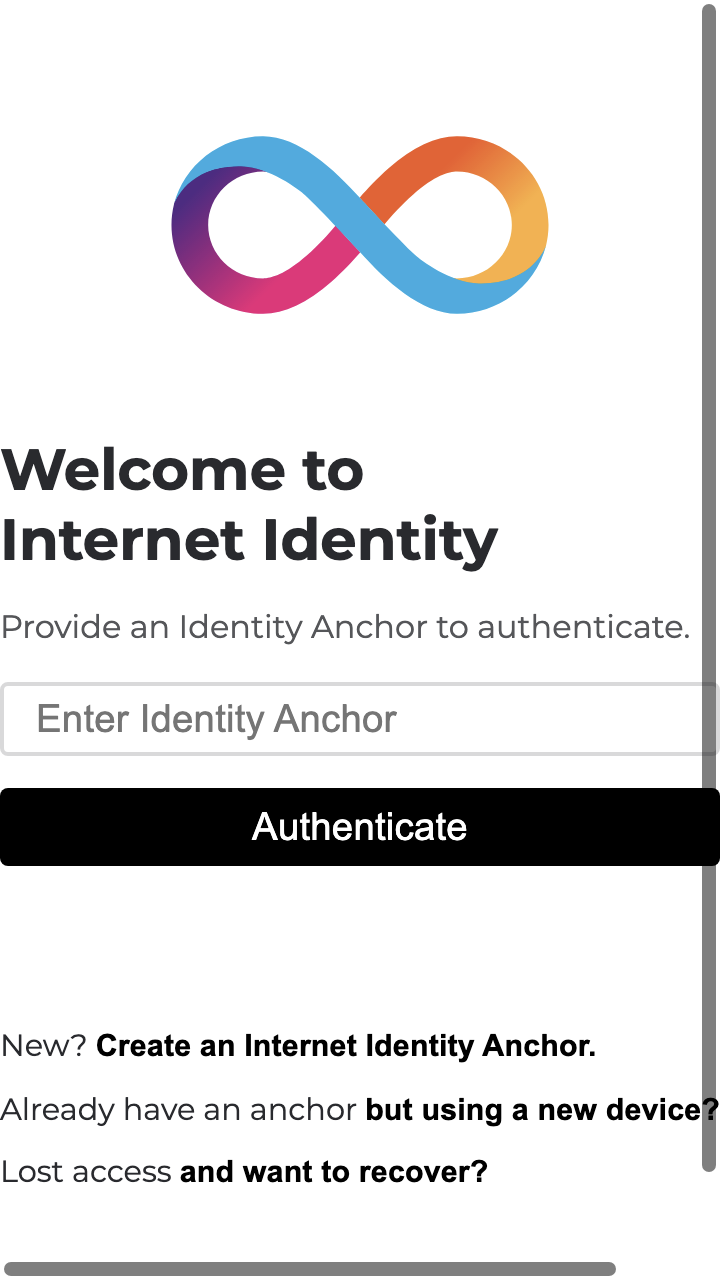 Welcome to
Internet Identity
Provide an Identity Anchor to authenticate.
Enter Identity Anchor
Authenticate
New? Create an Internet Identity Anchor.
Already have an anchor but using a new device?
Lost access and want to recover?